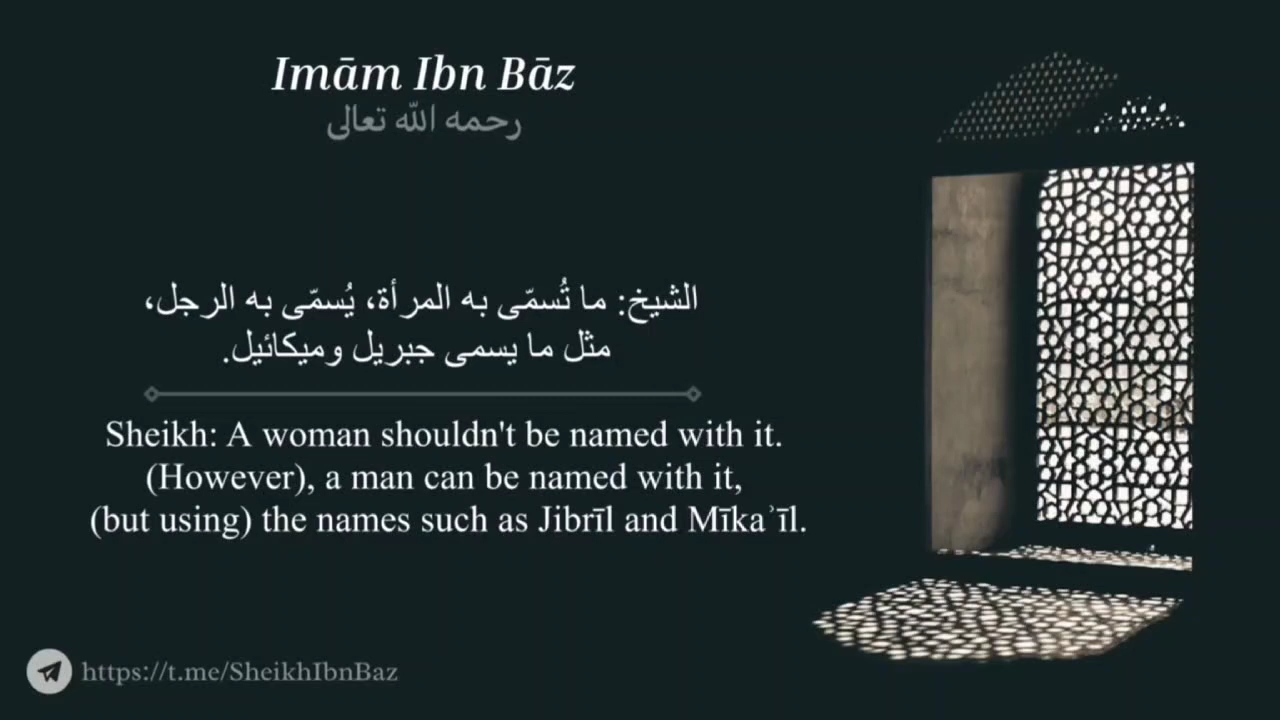 Imām Ibn Bāz
رحمه الله تعالى
الشيخ: ما تُسمّى به المرأة، يُسمّى به الرجل،
مثل ما يسمى جبريل وميكائيل.
Sheikh: A woman shouldn't be named with it.
(However), a man can be named with it,
(but using) the names such as Jibrīl and Mīkaʾīl.
https://t.me/SheikhIbnBaz